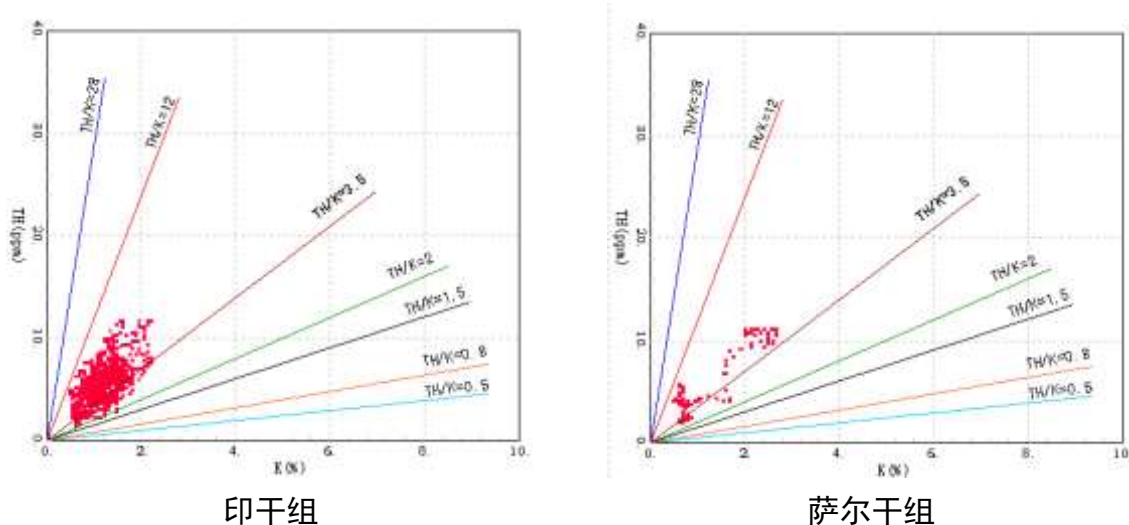 40.
40.
TH/K=28
TH/K=12
TH/K=28
TH/K=12
30.
30.
TH/K=3.5
TH/K=3.5
20.
20.
TH(ppm)
TH(ppm)
TH/K=2
TH/K=2
TH/K=1.5
TH/K=1.5
10.
10.
TH/K=0.8
TH/K=0.8
TH/K=0.5
TH/K=0.5
0.
0.
0. 2. 4. 6. 8. 10.
0. 2. 4. 6. 8. 10
K(%)
K(%)
印干组
萨尔干组